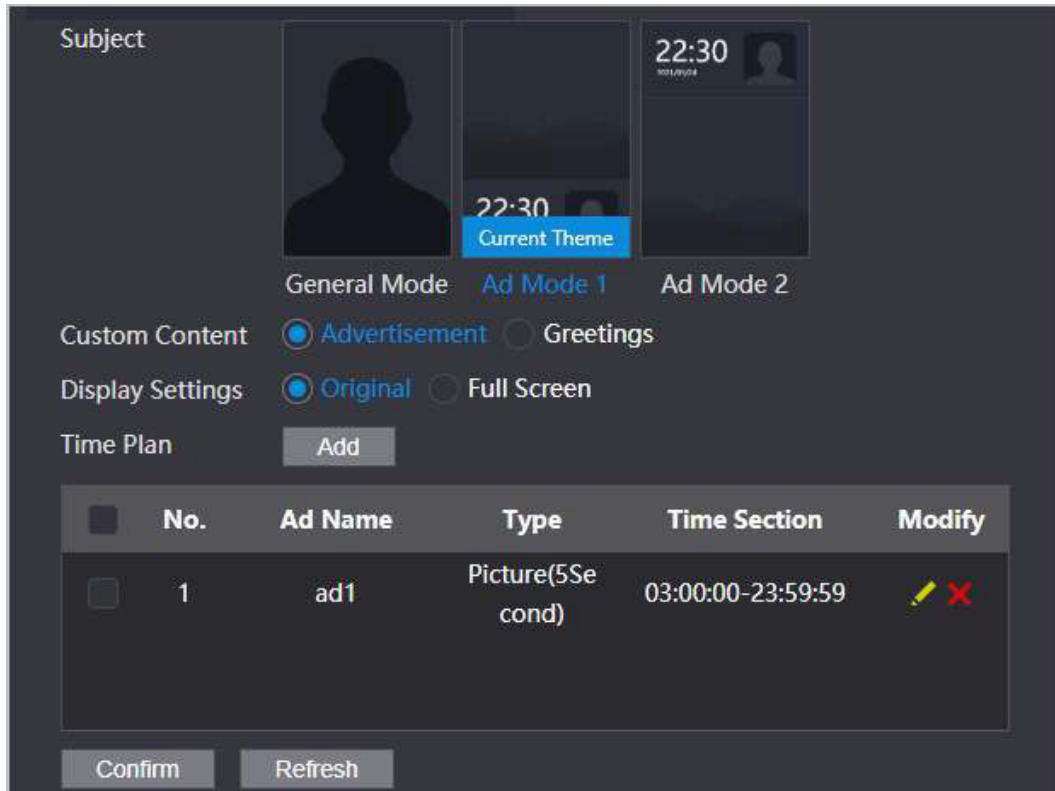 Subject
22:30
22:30
Current Theme
General Mode Ad Mode 1 Ad Mode 2
Custom Content Advertisement Greetings
Display Settings Original Full Screen
Time Plan Add
No. Ad Name Type Time Section Modify
1 ad1 Picture(5Se
cond) 03:00:00-23:59:59
Confirm Refresh